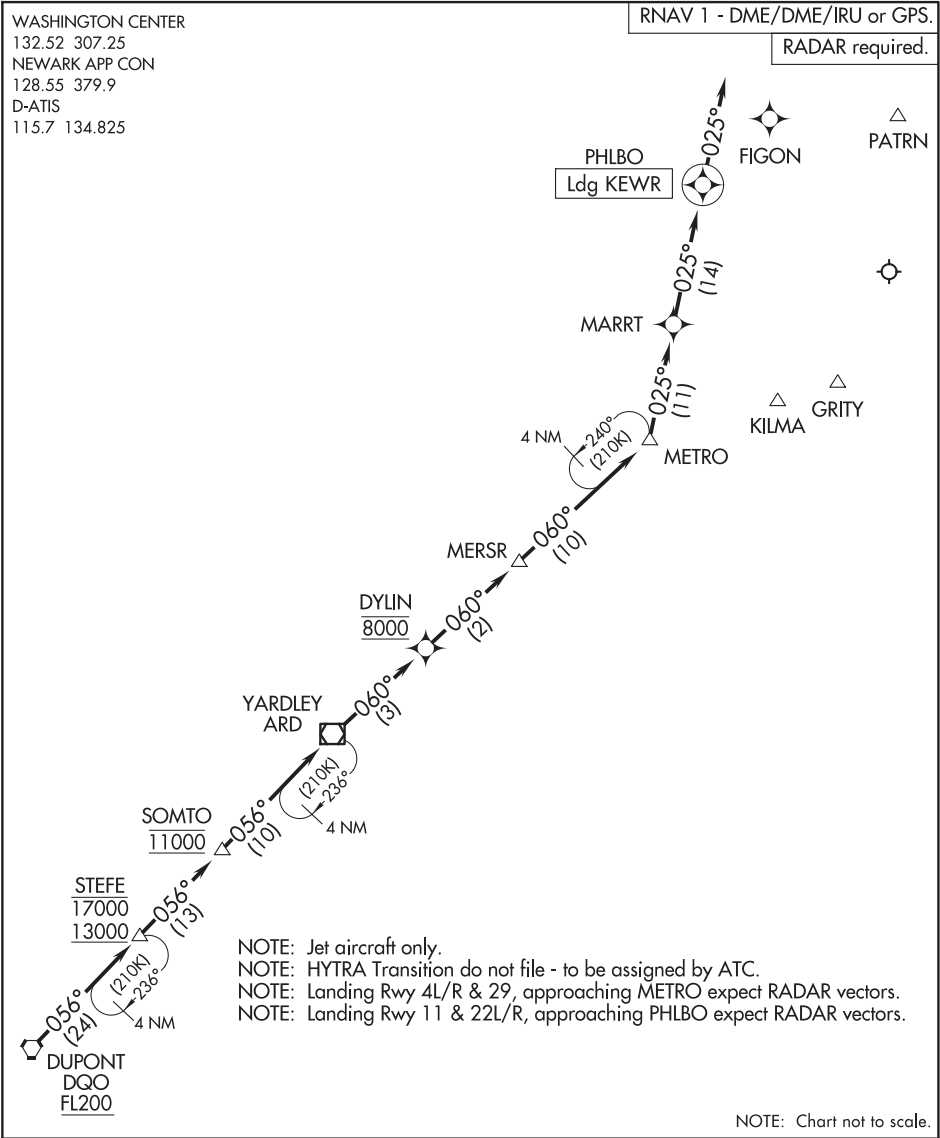 WASHINGTON CENTER
132.52 307.25
NEWARK APP CON
128.55 379.9
D-ATIS
115.7 134.825
RNAV 1 - DME/DME/IRU or GPS.
RADAR required.
025°
FIGON
PATRN
PHLBO
Ldg KEWR
025°
(14)
MARRT
025°
(11)
KILMA
GRITY
4 NM
240°
(210K)
METRO
060°
(10)
MERSR
DYLIN
8000
060°
(2)
YARDLEY
ARD
060°
(3)
(210K)
236°
4 NM
SOMTO
11000
056°
(10)
STEFE
17000
13000
056°
(13)
(210K)
236°
4 NM
056°
(24)
DUPONT
DQO
FL200
NOTE: Jet aircraft only.
NOTE: HYTRA Transition do not file - to be assigned by ATC.
NOTE: Landing Rwy 4L/R & 29, approaching METRO expect RADAR vectors.
NOTE: Landing Rwy 11 & 22L/R, approaching PHLBO expect RADAR vectors.
NOTE: Chart not to scale.